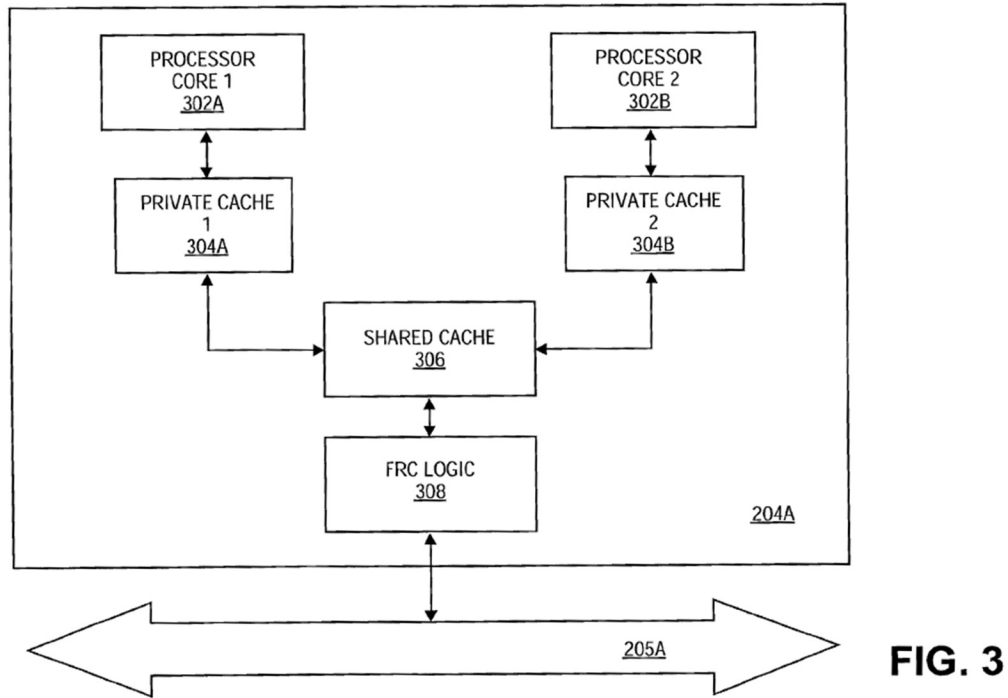 PROCESSOR
CORE 1
302A
PROCESSOR
CORE 2
302B
PRIVATE CACHE
1
304A
PRIVATE CACHE
2
304B
SHARED CACHE
306
FRC LOGIC
308
204A
205A
FIG. 3